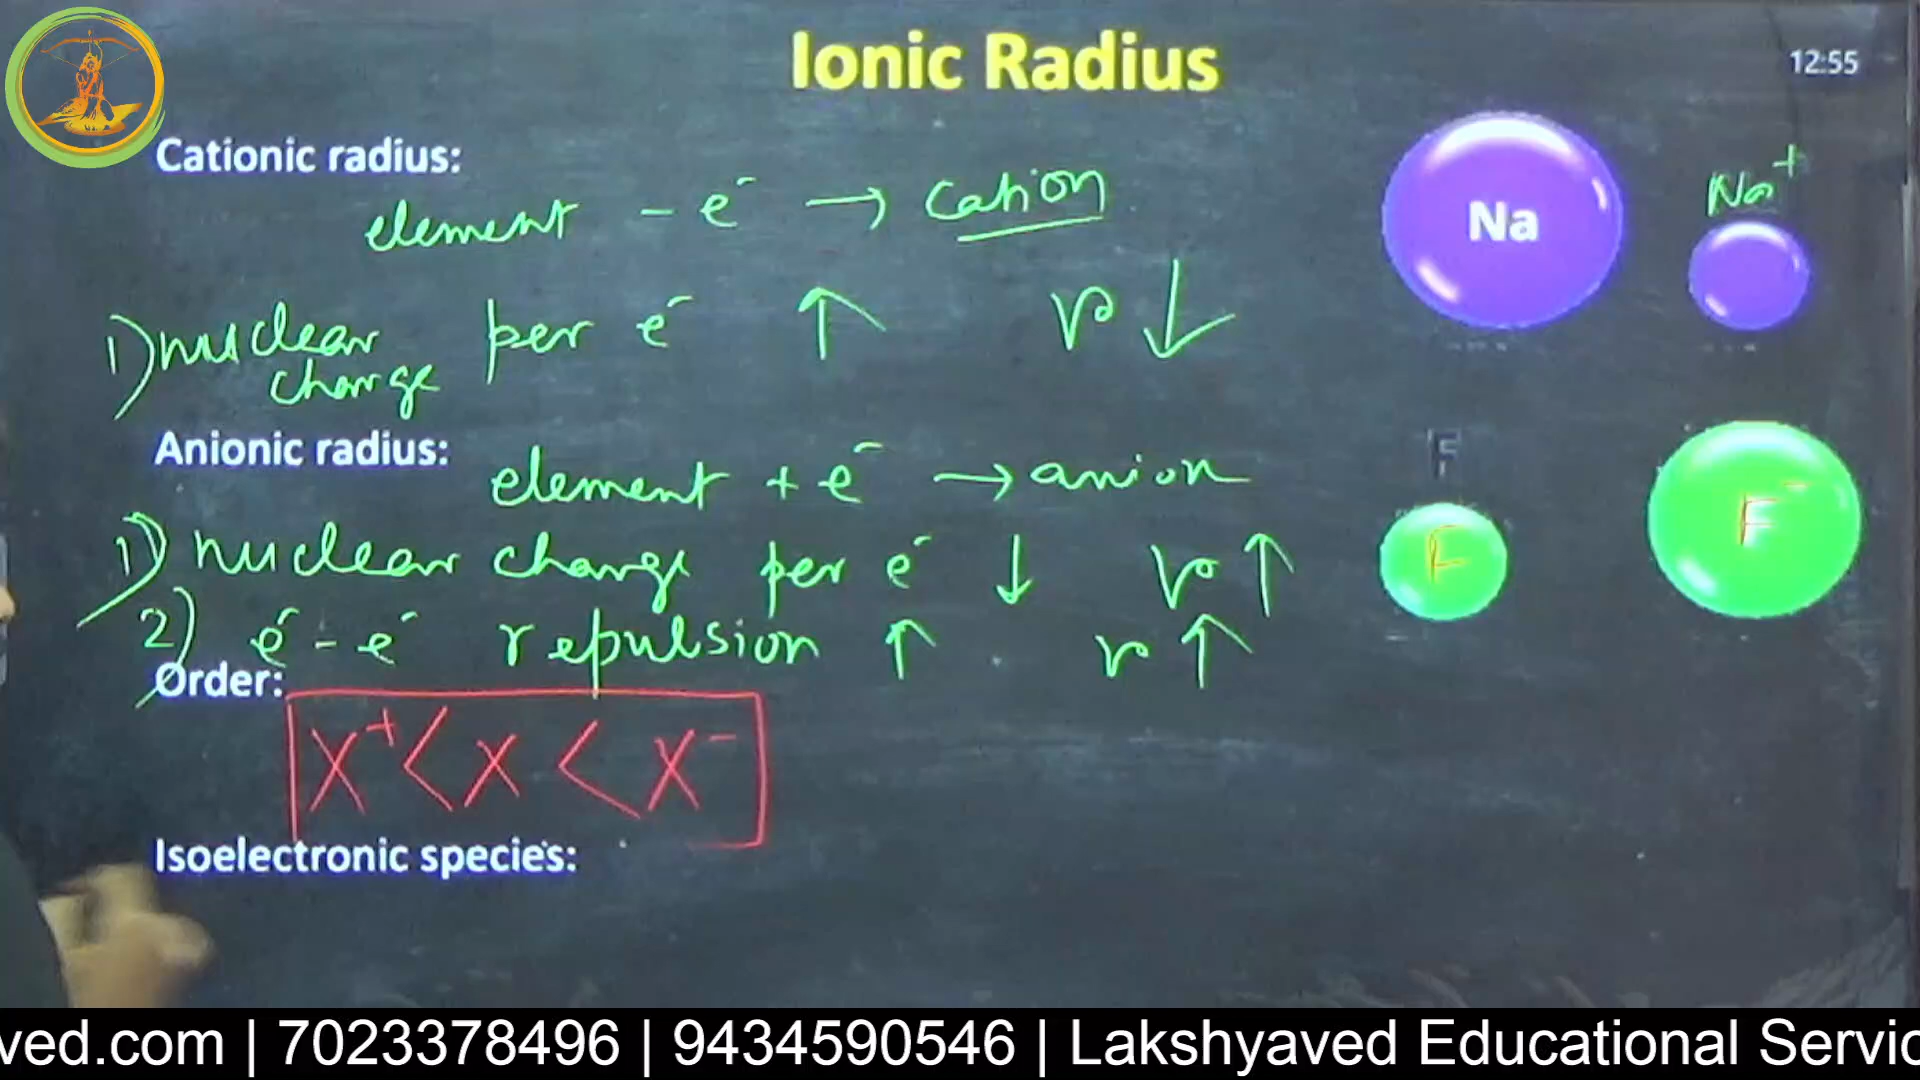 Ionic Radius
12:55
Cationic radius:
element - e⁻ → cation
Na
Na⁺
1) nuclear charge per e⁻ ↑ r ↓
Anionic radius:
element + e⁻ → anion
F
F
F⁻
1) nuclear charge per e⁻ ↓ r ↑
2) e⁻ - e⁻ repulsion ↑ r ↑
Order:
X⁺ < X < X⁻
Isoelectronic species:
ved.com | 7023378496 | 9434590546 | Lakshyaved Educational Servic